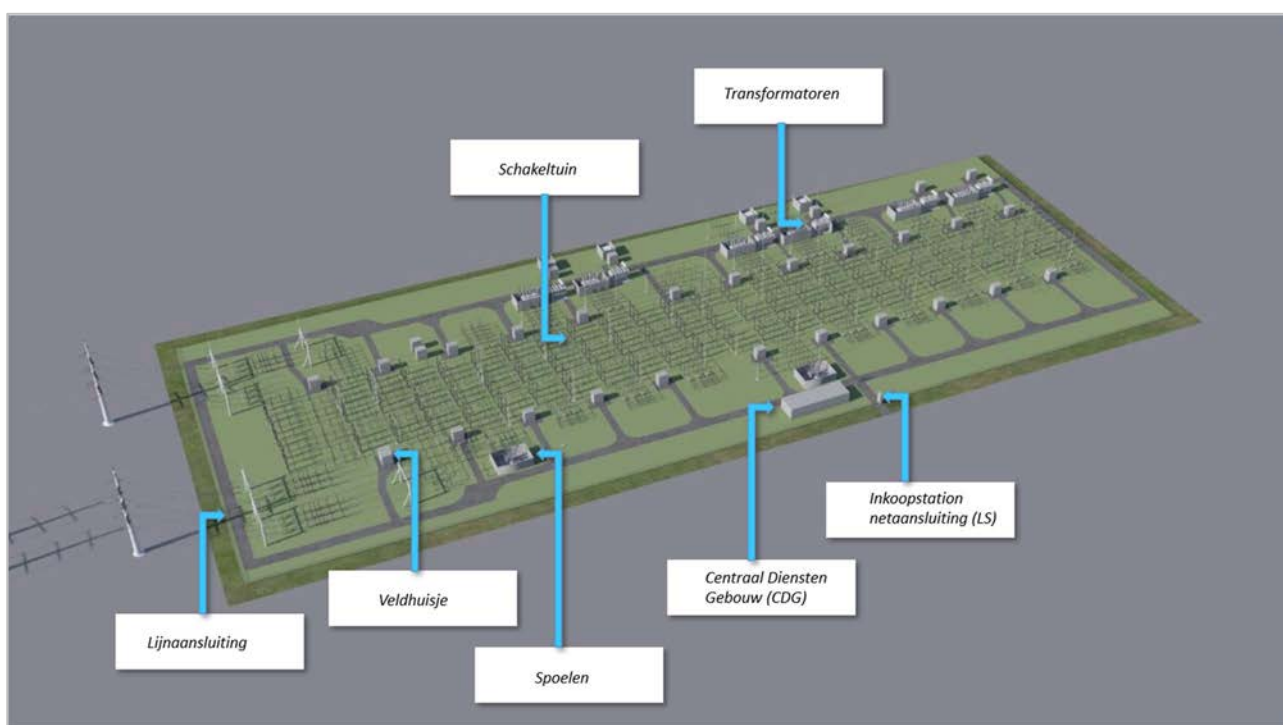 Transformatoren
Schakeltuin
Inkoopstation
netaansluiting (LS)
Centraal Diensten
Gebouw (CDG)
Veldhuisje
Lijnaansluiting
Spoelen